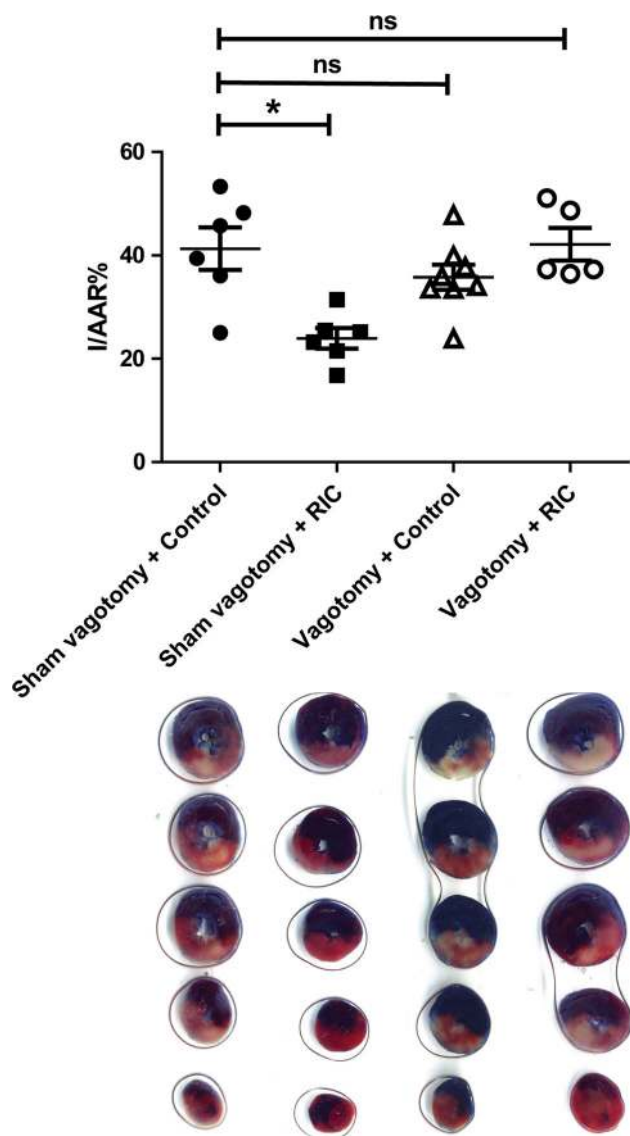 ns
ns
*
60
40
20
0
I/AAR%
Sham vagotomy + Control
Sham vagotomy + RIC
Vagotomy + Control
Vagotomy + RIC